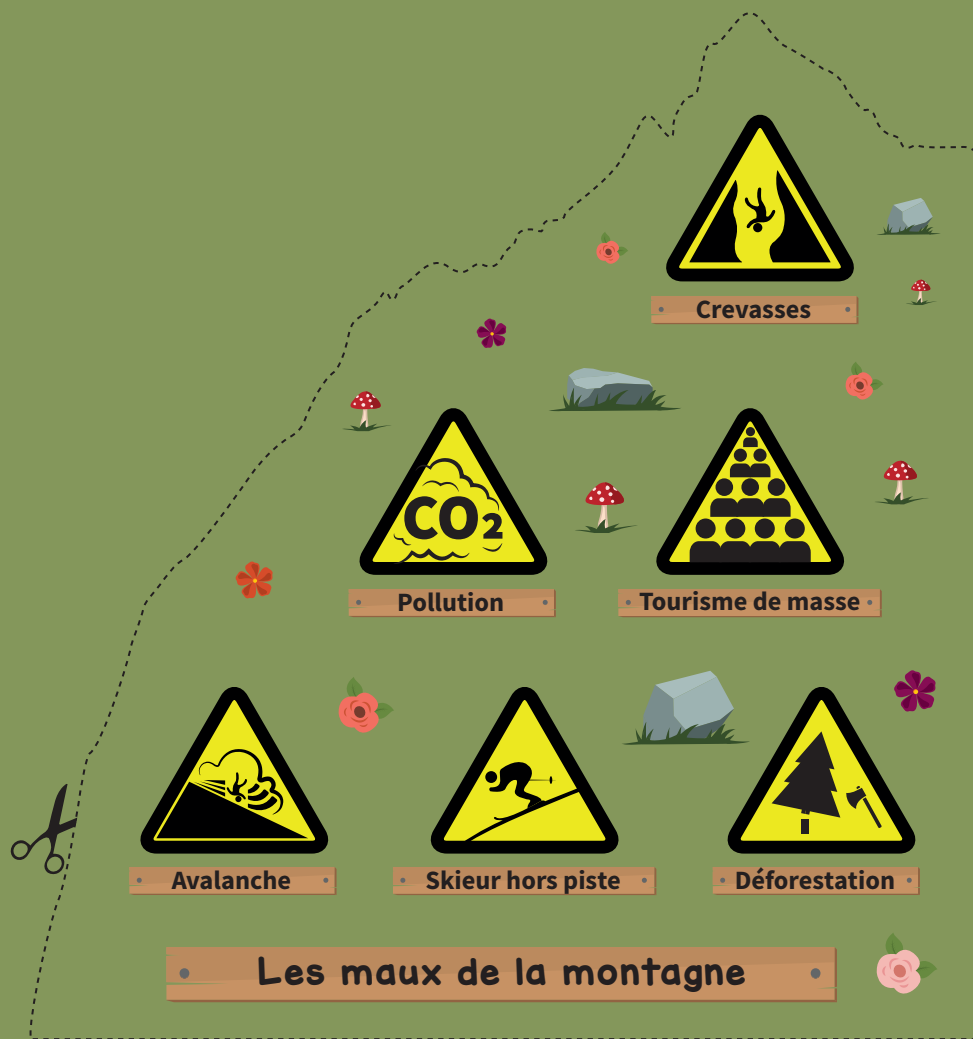 Crevasses
CO₂
Pollution
Tourisme de masse
Avalanche
Skieur hors piste
Déforestation
Les maux de la montagne